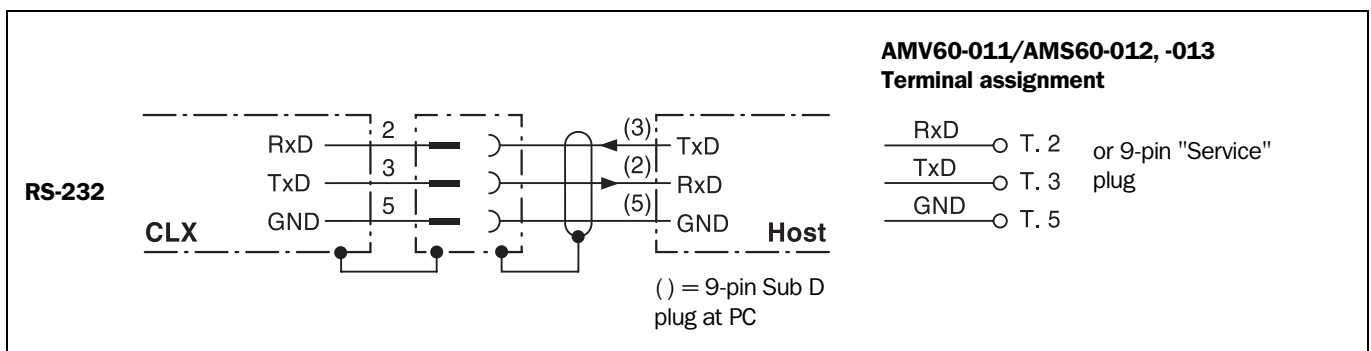 AMV60-011/AMS60-012, -013
Terminal assignment
RS-232
RxD 2 (3) TxD
TxD 3 (2) RxD
GND 5 (5) GND
CLX
Host
( ) = 9-pin Sub D
plug at PC
RxD T. 2
TxD T. 3
GND T. 5
or 9-pin "Service"
plug